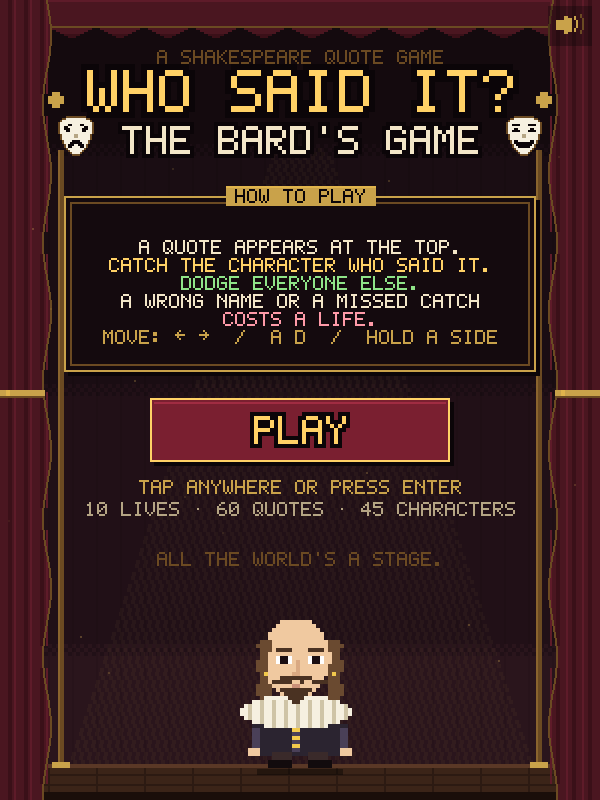 A SHAKESPEARE QUOTE GAME
WHO SAID IT?
THE BARD'S GAME
HOW TO PLAY
A QUOTE APPEARS AT THE TOP.
CATCH THE CHARACTER WHO SAID IT.
DODGE EVERYONE ELSE.
A WRONG NAME OR A MISSED CATCH
COSTS A LIFE.
MOVE: ← → / A D / HOLD A SIDE
PLAY
TAP ANYWHERE OR PRESS ENTER
10 LIVES · 60 QUOTES · 45 CHARACTERS
ALL THE WORLD'S A STAGE.